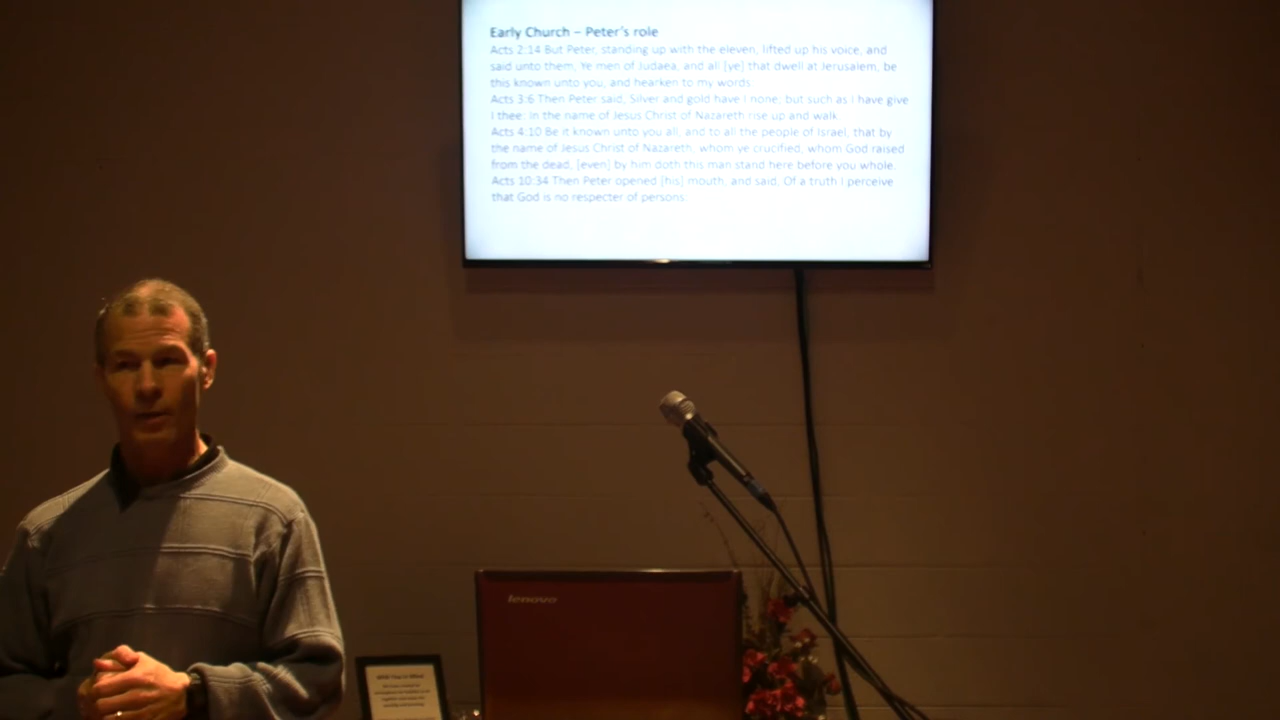 Early Church – Peter's role
Acts 2:14 But Peter, standing up with the eleven, lifted up his voice, and
said unto them, Ye men of Judaea, and all [ye] that dwell at Jerusalem, be
this known unto you, and hearken to my words:
Acts 3:6 Then Peter said, Silver and gold have I none; but such as I have give
I thee: In the name of Jesus Christ of Nazareth rise up and walk.
Acts 4:10 Be it known unto you all, and to all the people of Israel, that by
the name of Jesus Christ of Nazareth, whom ye crucified, whom God raised
from the dead, [even] by him doth this man stand here before you whole.
Acts 10:34 Then Peter opened [his] mouth, and said, Of a truth I perceive
that God is no respecter of persons:
lenovo